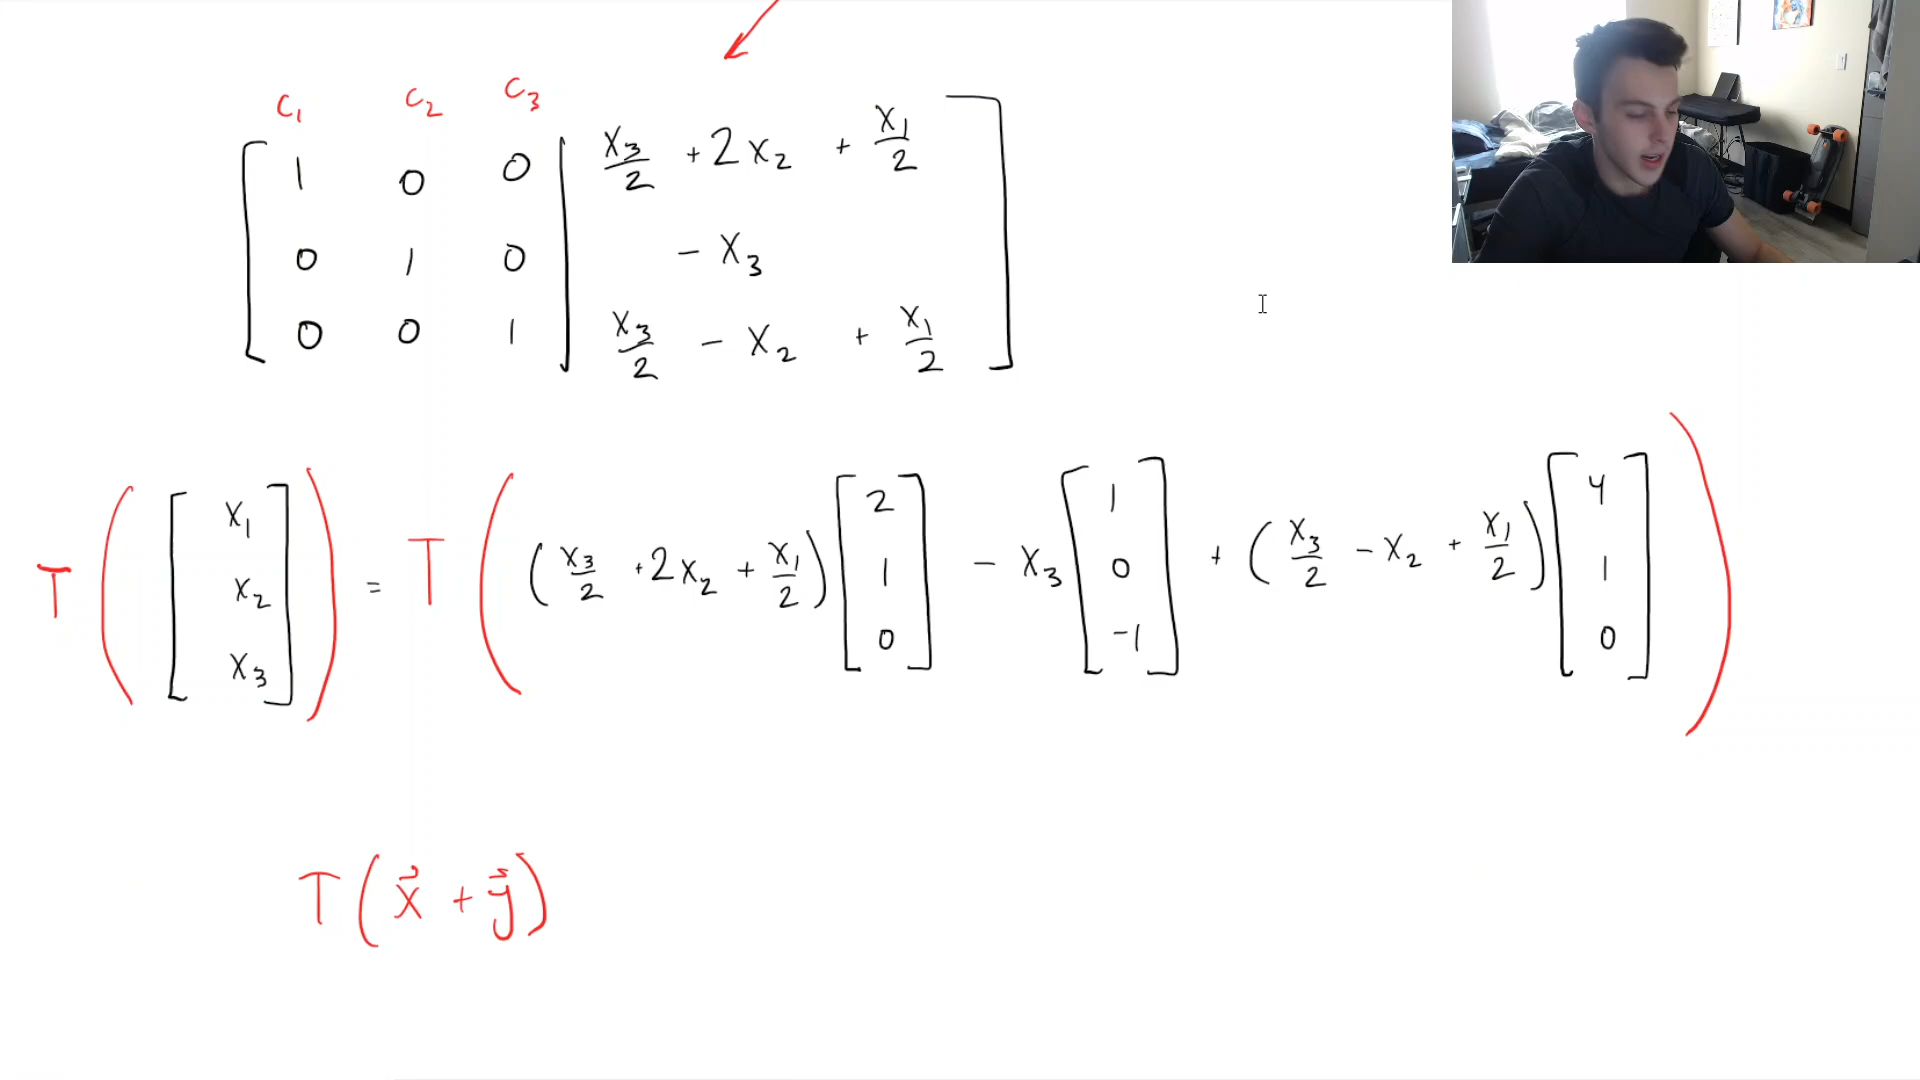 c₁ c₂ c₃
1 0 0 x₃/2 + 2x₂ + x₁/2
0 1 0 - x₃
0 0 1 x₃/2 - x₂ + x₁/2
T([x₁ x₂ x₃]) = T((x₃/2 + 2x₂ + x₁/2)[2 1 0] - x₃[1 0 -1] + (x₃/2 - x₂ + x₁/2)[4 1 0])
T(x⃗ + y⃗)